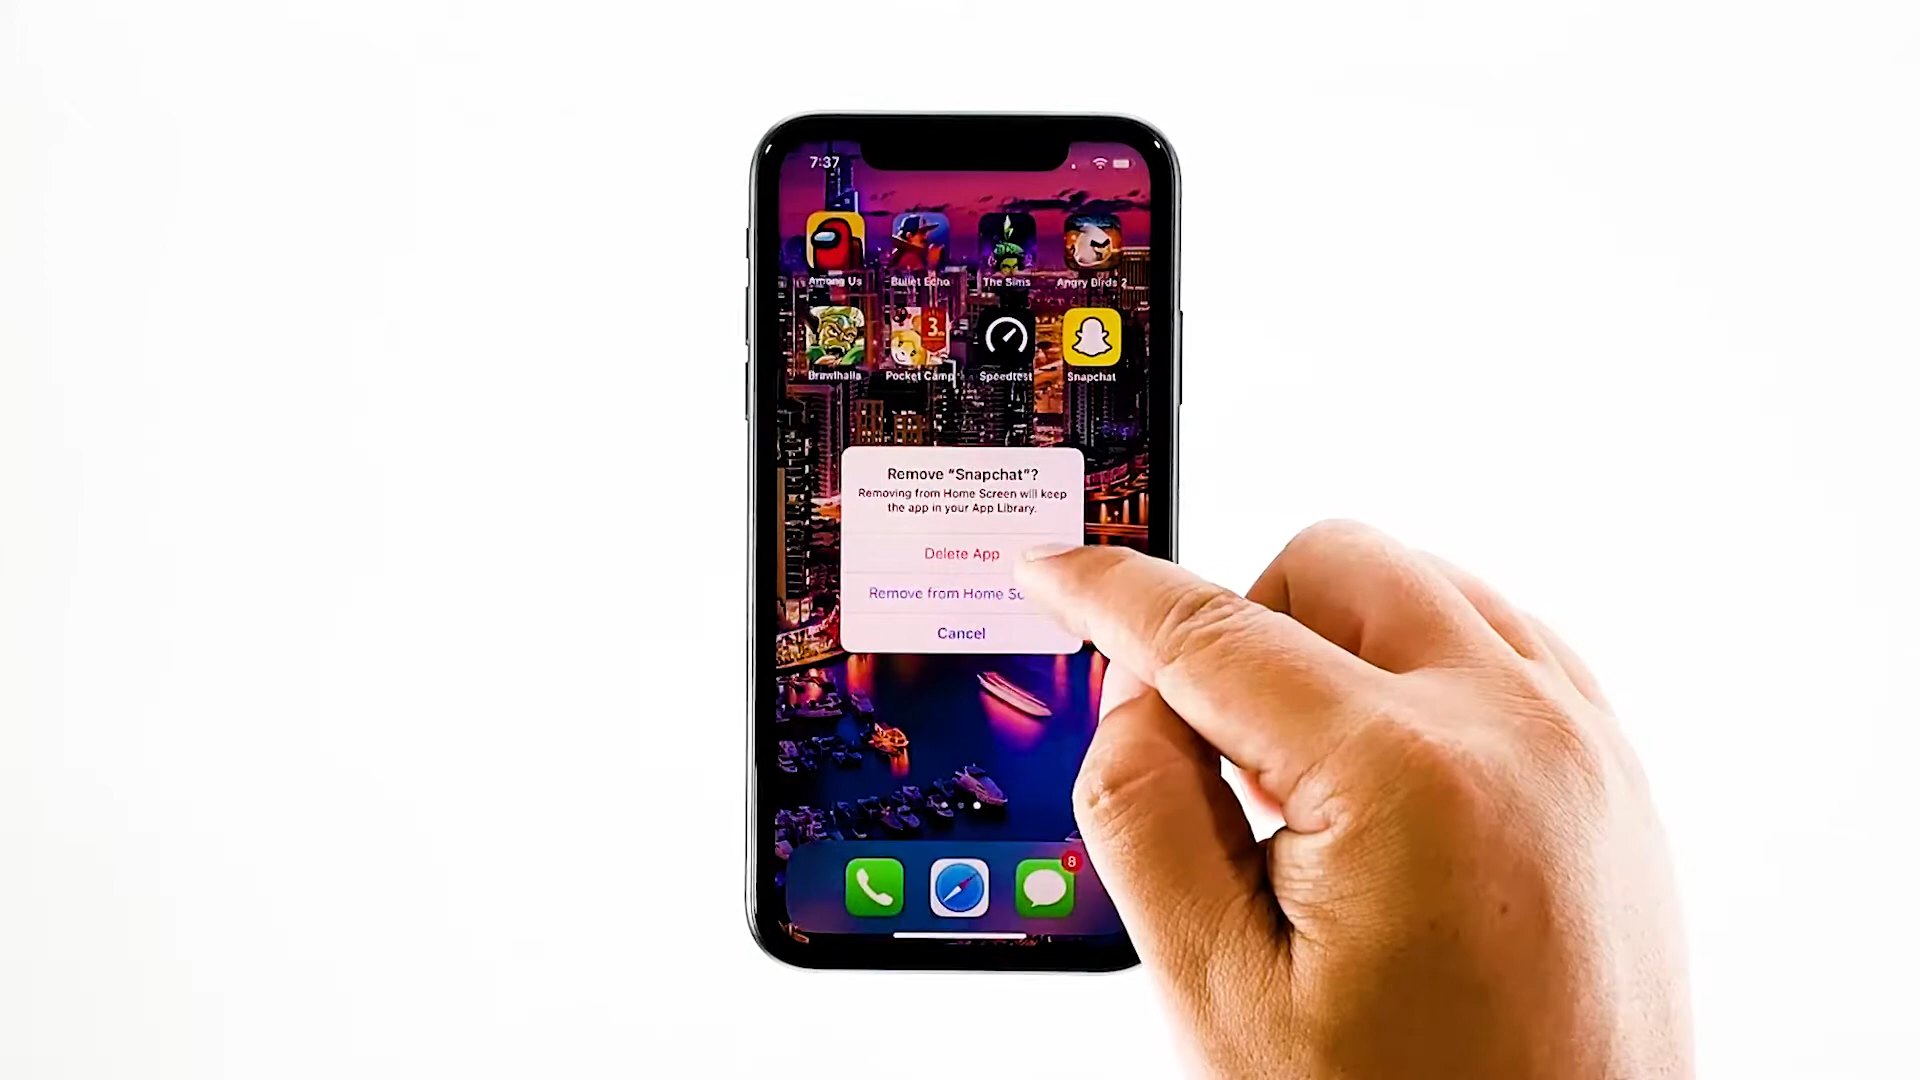 7:37
Among Us
Bullet Echo
The Sims
Angry Birds 2
Brawlhalla
3
Pocket Camp
Speedtest
Snapchat
Remove “Snapchat”?
Removing from Home Screen will keep
the app in your App Library.
Delete App
Remove from Home Sc
Cancel
8